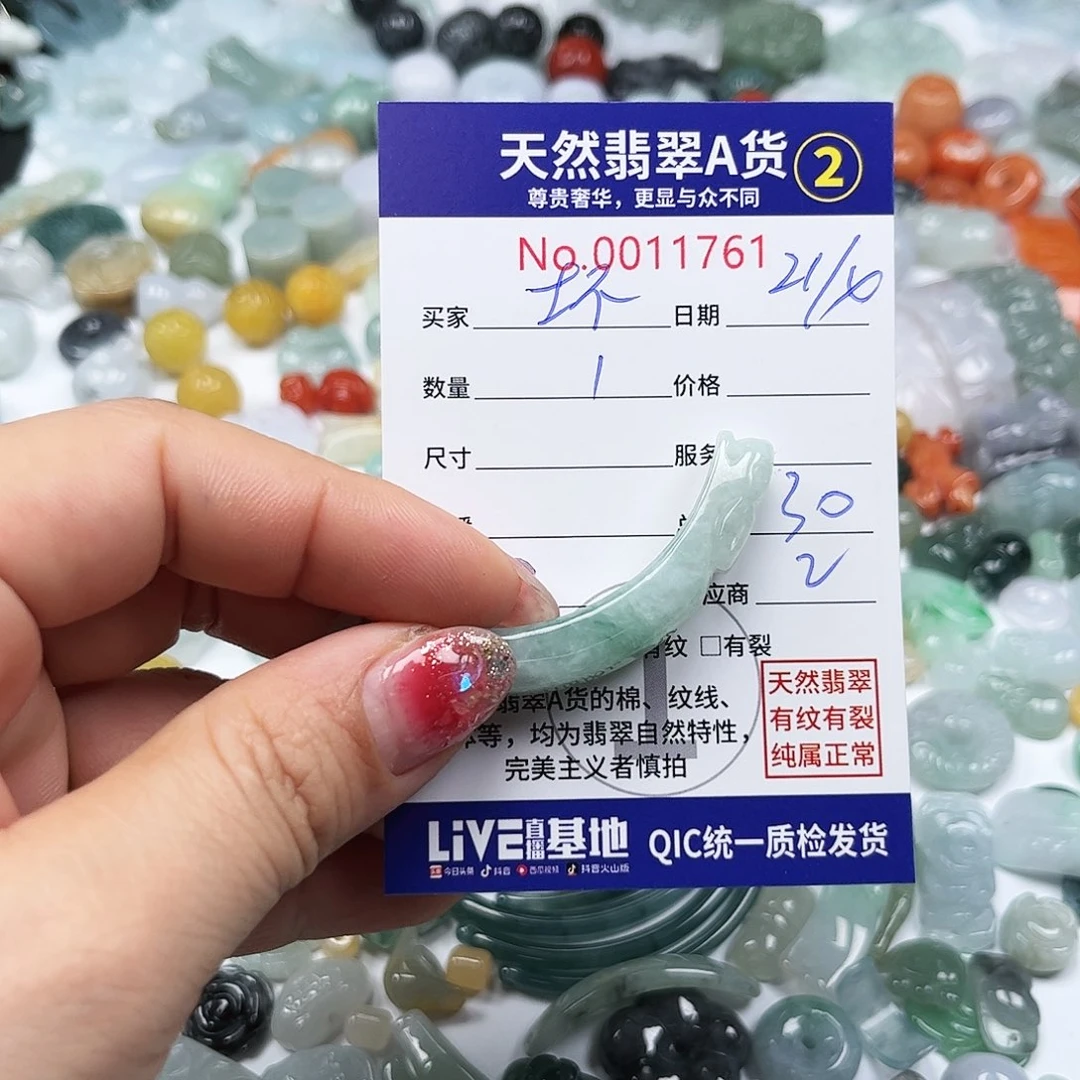 天然翡翠A货 2
尊贵奢华，更显与众不同
No.0011761
买家 日期
数量 1 价格
尺寸 服务
30
应商 2
有纹 □有裂
翡翠A货的棉、纹线、
等，均为翡翠自然特性，
完美主义者慎拍
天然翡翠
有纹有裂
纯属正常
LiVE直播基地 QIC统一质检发货
今日头条 抖音 西瓜视频 抖音火山版